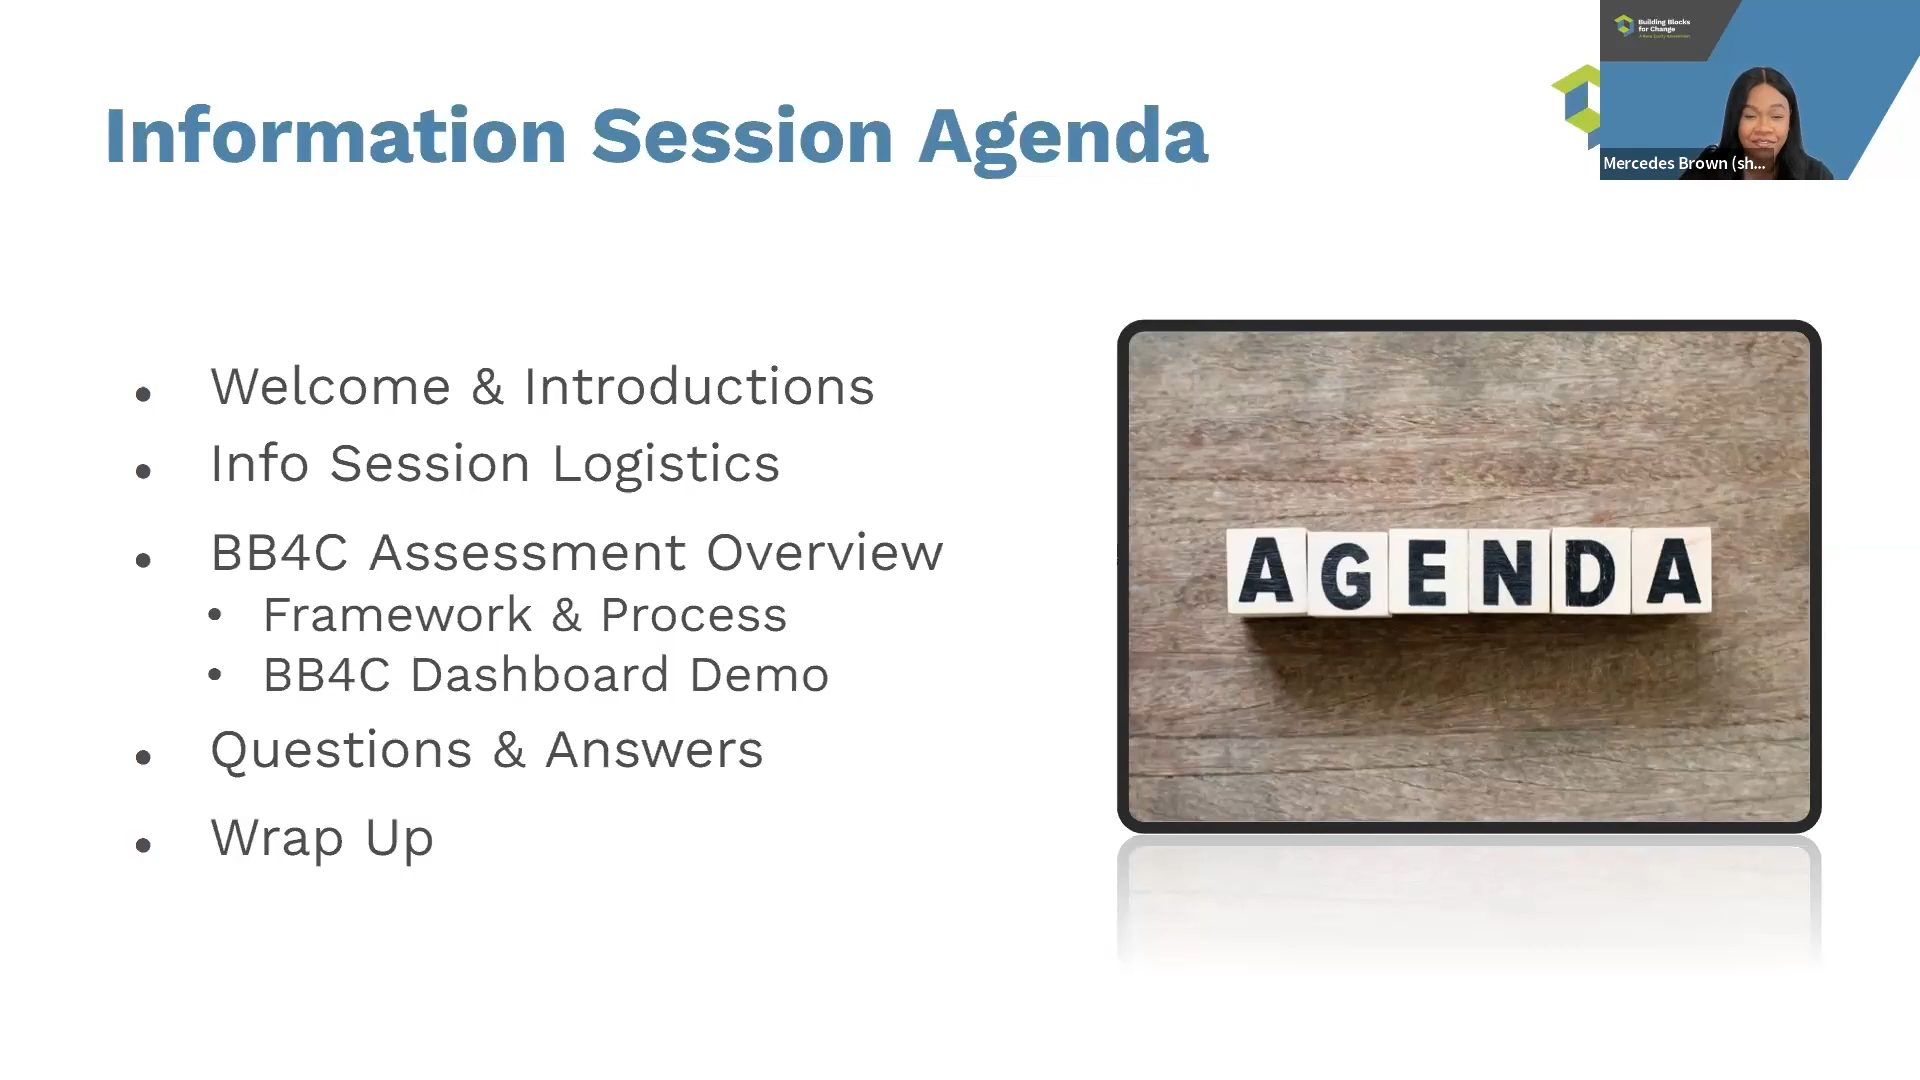 Information Session Agenda
Building Blocks
for Change
Mercedes Brown (sh...
• Welcome & Introductions
• Info Session Logistics
• BB4C Assessment Overview
• Framework & Process
• BB4C Dashboard Demo
• Questions & Answers
• Wrap Up
AGENDA